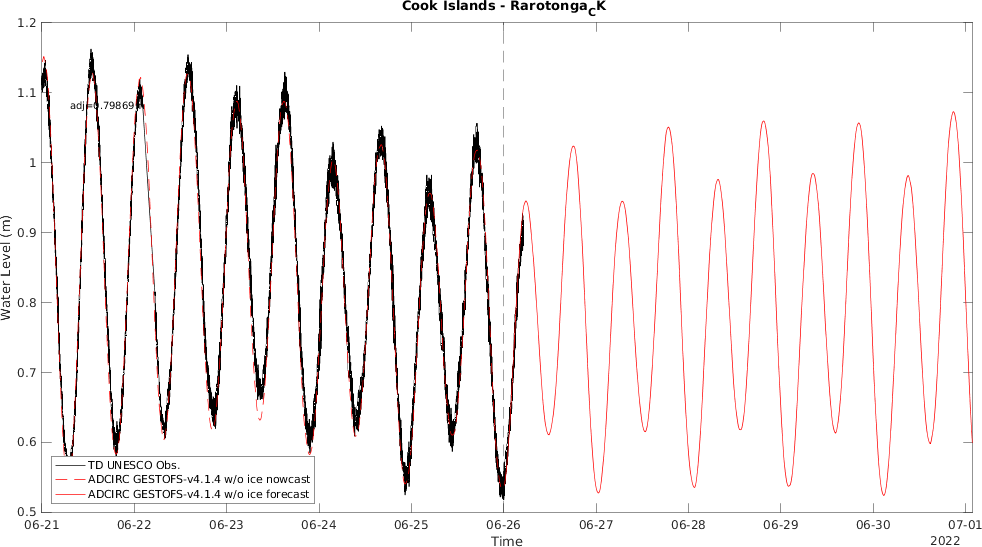 Cook Islands - Rarotonga_CK
1.2
1.1
1
0.9
0.8
0.7
0.6
0.5
Water Level (m)
adj=0.79869
TD UNESCO Obs.
ADCIRC GESTOFS-v4.1.4 w/o ice nowcast
ADCIRC GESTOFS-v4.1.4 w/o ice forecast
06-21 06-22 06-23 06-24 06-25 06-26 06-27 06-28 06-29 06-30 07-01
Time
2022